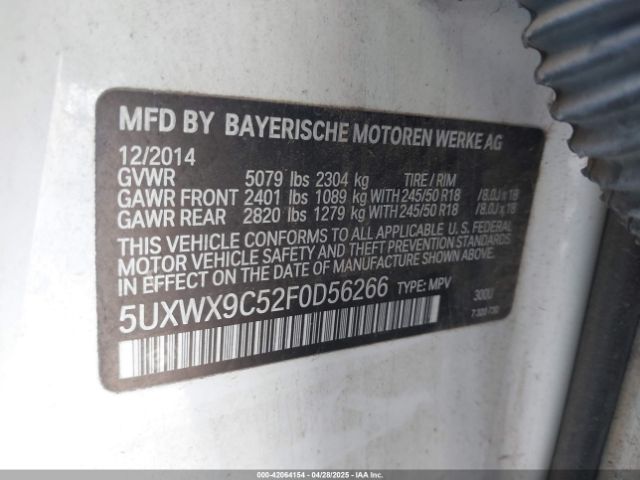 MFD BY BAYERISCHE MOTOREN WERKE AG
12/2014
GVWR 5079 lbs 2304 kg TIRE / RIM
GAWR FRONT 2401 lbs 1089 kg WITH 245/50 R18 /8.0J x 18
GAWR REAR 2820 lbs 1279 kg WITH 245/50 R18 /8.0J x 18
THIS VEHICLE CONFORMS TO ALL APPLICABLE U.S. FEDERAL
MOTOR VEHICLE SAFETY AND THEFT PREVENTION STANDARDS
IN EFFECT ON THE DATE OF MANUFACTURE SHOWN ABOVE.
5UXWX9C52F0D56266 TYPE: MPV 300U
000-42064154 - 04/28/2025 - IAA Inc.